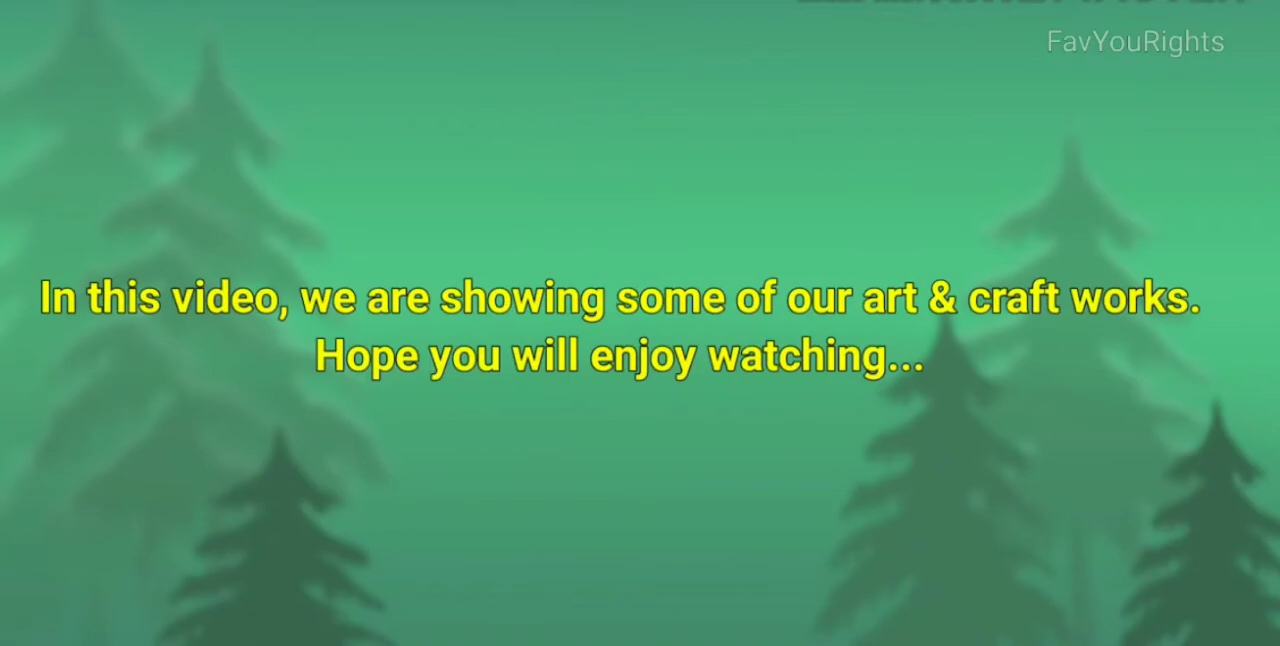 FavYouRights
In this video, we are showing some of our art & craft works.
Hope you will enjoy watching...